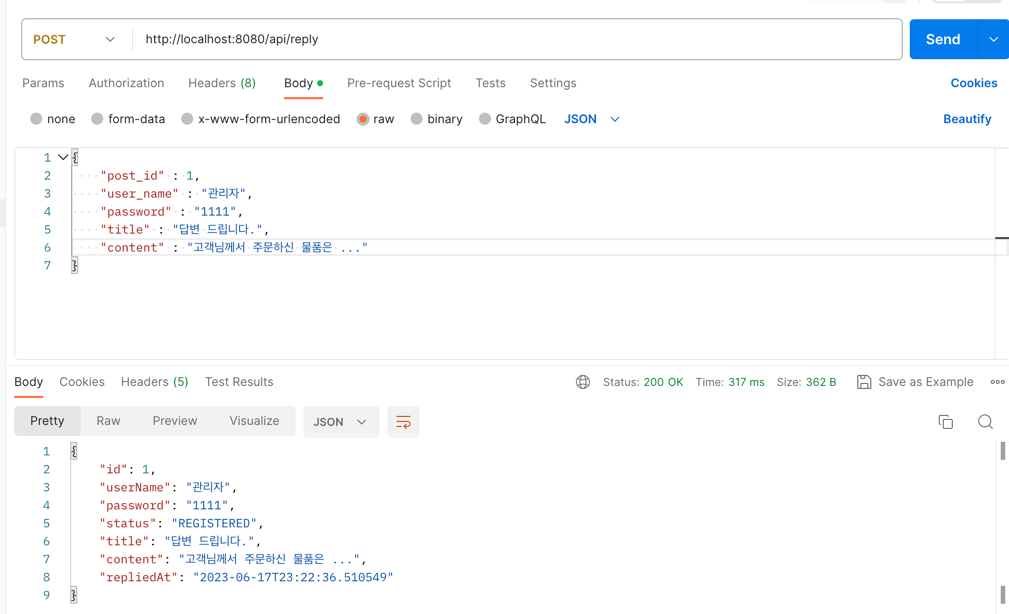 POST http://localhost:8080/api/reply Send
Params Authorization Headers (8) Body Pre-request Script Tests Settings Cookies
none form-data x-www-form-urlencoded raw binary GraphQL JSON Beautify
1 {
2 "post_id" : 1,
3 "user_name" : "관리자",
4 "password" : "1111",
5 "title" : "답변 드립니다.",
6 "content" : "고객님께서 주문하신 물품은 ..."
7 }
Body Cookies Headers (5) Test Results Status: 200 OK Time: 317 ms Size: 362 B Save as Example
Pretty Raw Preview Visualize JSON
1 {
2 "id": 1,
3 "userName": "관리자",
4 "password": "1111",
5 "status": "REGISTERED",
6 "title": "답변 드립니다.",
7 "content": "고객님께서 주문하신 물품은 ...",
8 "repliedAt": "2023-06-17T23:22:36.510549"
9 }